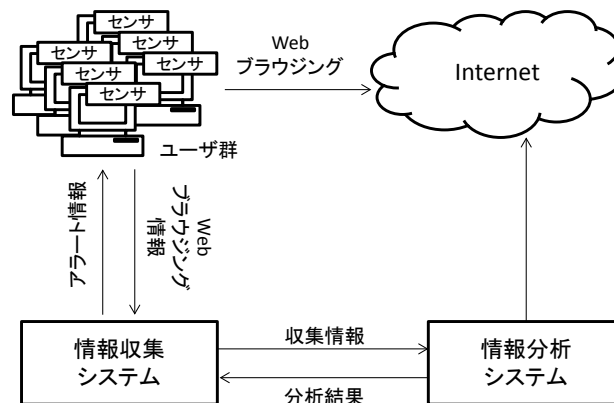 センサ
センサ
センサ
センサ
センサ
センサ
センサ
ユーザ群
Web
ブラウジング
Internet
アラート情報
Web
ブラウジング
情報
情報収集
システム
収集情報
分析結果
情報分析
システム